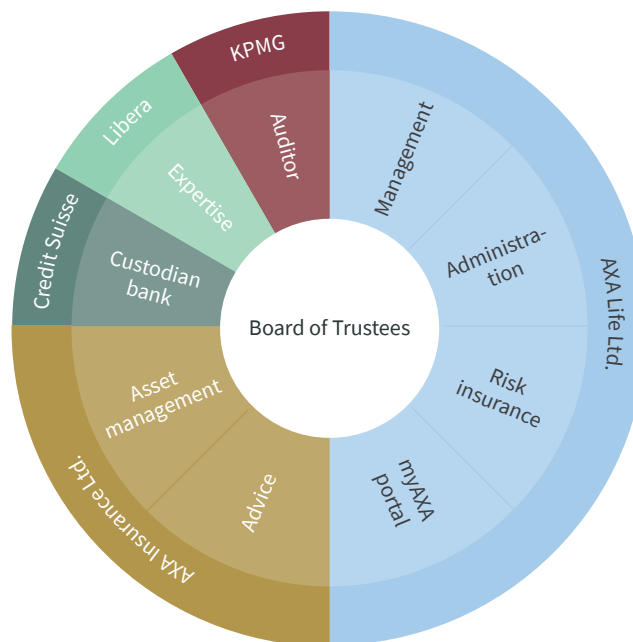 KPMG
Libera
Credit Suisse
AXA Insurance Ltd.
AXA Life Ltd.
Auditor
Expertise
Custodian
bank
Asset
management
Advice
Management
Administra-
tion
Risk
insurance
myAXA
portal
Board of Trustees